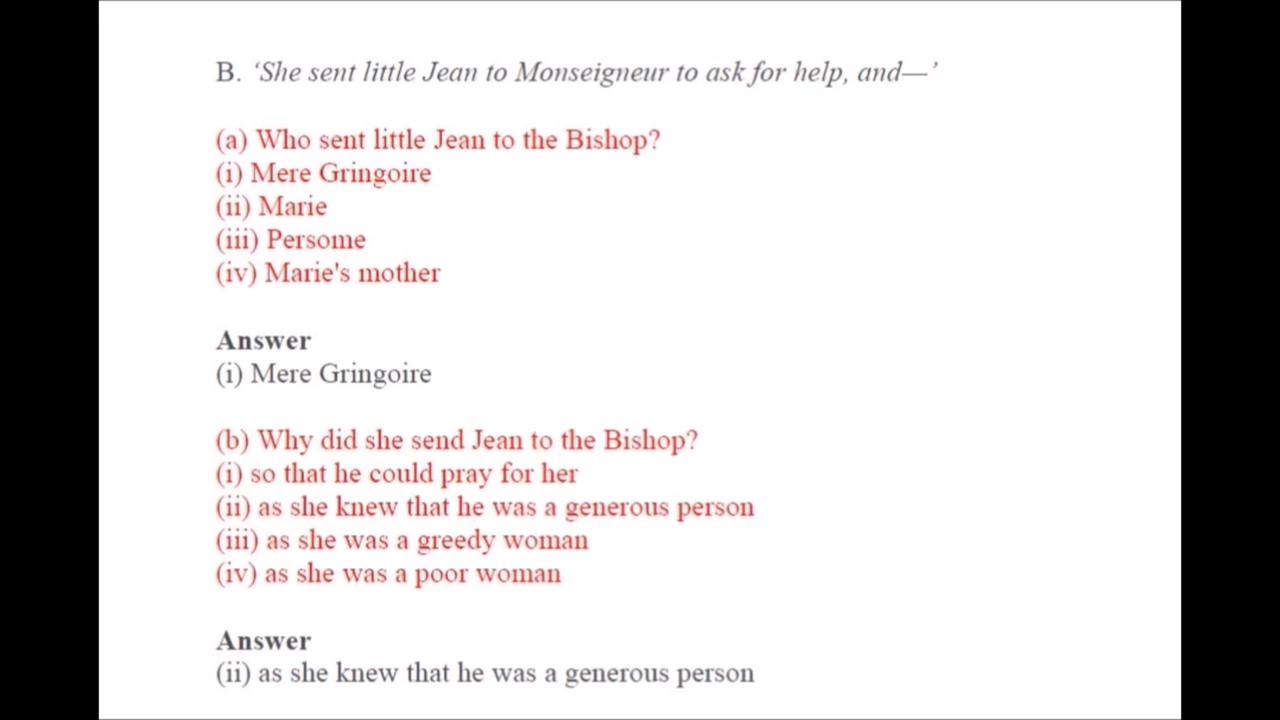 B. ‘She sent little Jean to Monseigneur to ask for help, and—’
(a) Who sent little Jean to the Bishop?
(i) Mere Gringoire
(ii) Marie
(iii) Persome
(iv) Marie's mother
Answer
(i) Mere Gringoire
(b) Why did she send Jean to the Bishop?
(i) so that he could pray for her
(ii) as she knew that he was a generous person
(iii) as she was a greedy woman
(iv) as she was a poor woman
Answer
(ii) as she knew that he was a generous person